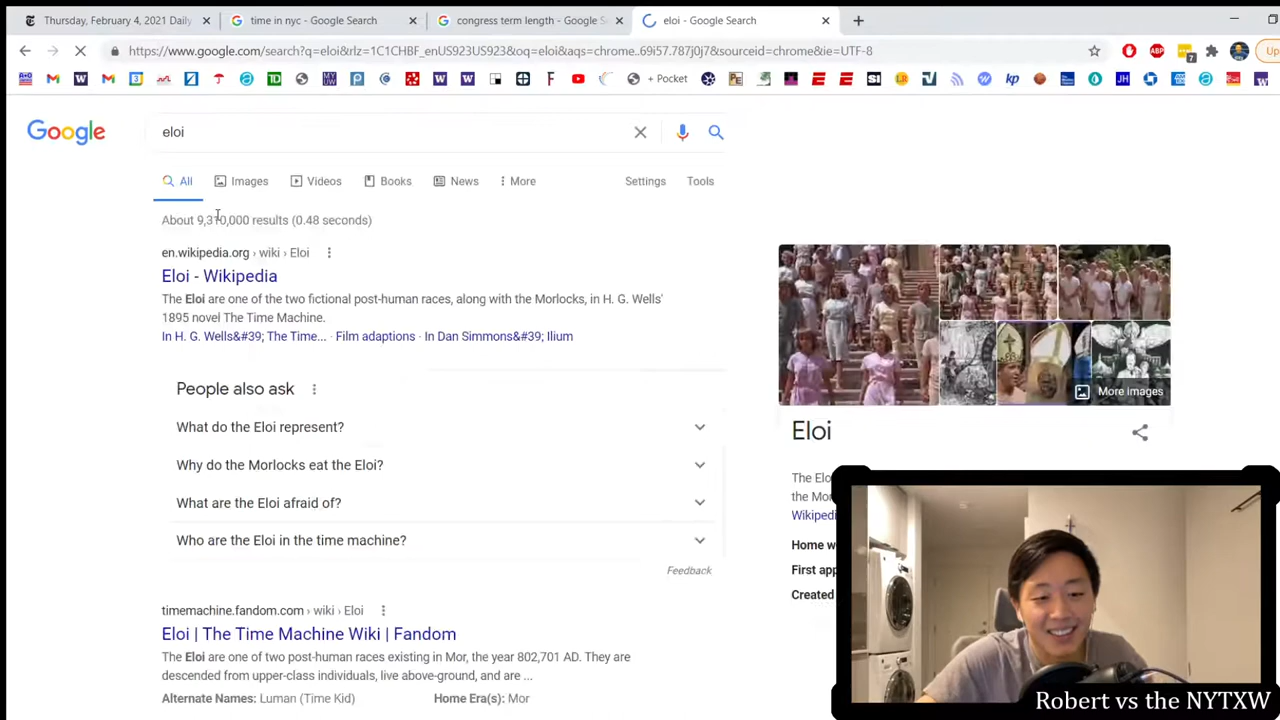 Thursday, February 4, 2021 Daily
time in nyc - Google Search
congress term length - Google S
eloi - Google Search
https://www.google.com/search?q=eloi&rlz=1C1CHBF_enUS923US923&oq=eloi&aqs=chrome..69i57.787j0j7&sourceid=chrome&ie=UTF-8
Up
+ Pocket
Google
eloi
All
Images
Videos
Books
News
More
Settings
Tools
About 9,310,000 results (0.48 seconds)
en.wikipedia.org › wiki › Eloi
Eloi - Wikipedia
The Eloi are one of the two fictional post-human races, along with the Morlocks, in H. G. Wells'
1895 novel The Time Machine.
In H. G. Wells&#39; The Time... · Film adaptions · In Dan Simmons&#39; Ilium
People also ask
What do the Eloi represent?
Why do the Morlocks eat the Eloi?
What are the Eloi afraid of?
Who are the Eloi in the time machine?
Feedback
timemachine.fandom.com › wiki › Eloi
Eloi | The Time Machine Wiki | Fandom
The Eloi are one of two post-human races existing in Mor, the year 802,701 AD. They are
descended from upper-class individuals, live above-ground, and are ...
Alternate Names: Luman (Time Kid)
Home Era(s): Mor
More images
Eloi
The Elo
the Mor
Wikiped
Home w
First app
Created
Robert vs the NYTXW